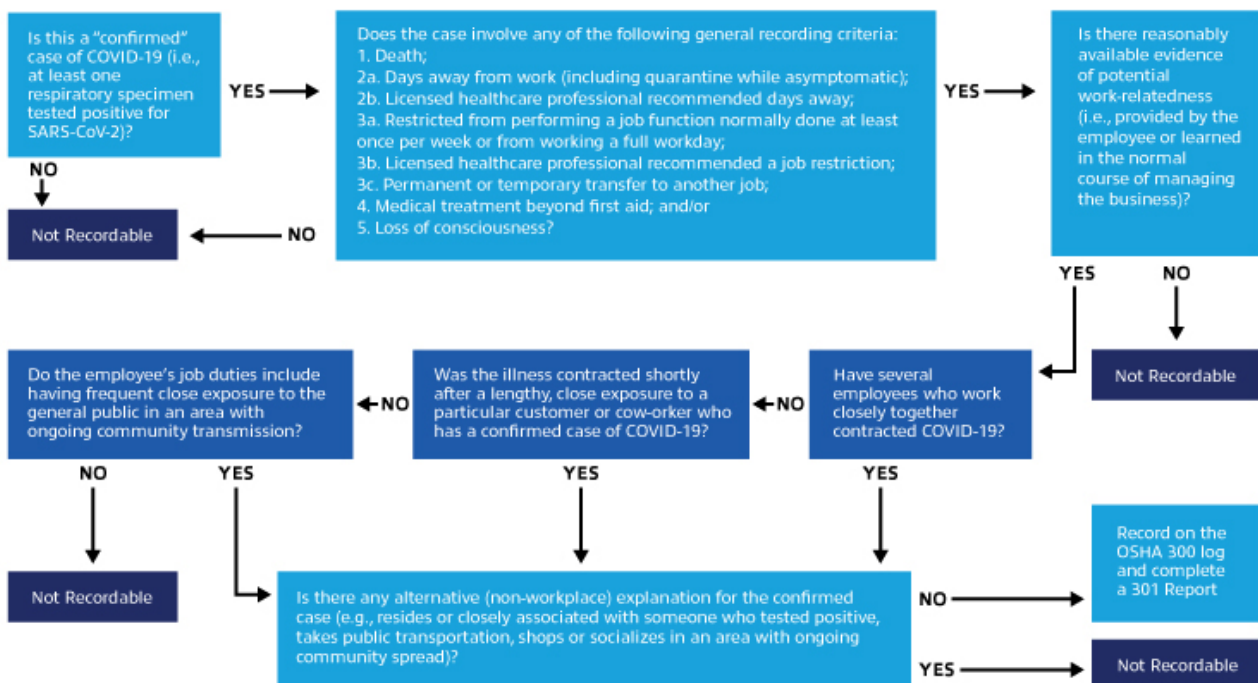 Is this a “confirmed”
case of COVID-19 (i.e.,
at least one
respiratory specimen
tested positive for
SARS-CoV-2)?
YES
Does the case involve any of the following general recording criteria:
1. Death;
2a. Days away from work (including quarantine while asymptomatic);
2b. Licensed healthcare professional recommended days away;
3a. Restricted from performing a job function normally done at least
once per week or from working a full workday;
3b. Licensed healthcare professional recommended a job restriction;
3c. Permanent or temporary transfer to another job;
4. Medical treatment beyond first aid; and/or
5. Loss of consciousness?
YES
Is there reasonably
available evidence
of potential
work-relatedness
(i.e., provided by the
employee or learned
in the normal
course of managing
the business)?
NO
Not Recordable
NO
YES
NO
Not Recordable
Have several
employees who work
closely together
contracted COVID-19?
NO
Was the illness contracted shortly
after a lengthy, close exposure to a
particular customer or cow-orker who
has a confirmed case of COVID-19?
NO
Do the employee’s job duties include
having frequent close exposure to the
general public in an area with
ongoing community transmission?
NO
YES
YES
YES
Not Recordable
Is there any alternative (non-workplace) explanation for the confirmed
case (e.g., resides or closely associated with someone who tested positive,
takes public transportation, shops or socializes in an area with ongoing
community spread)?
NO
Record on the
OSHA 300 log
and complete
a 301 Report
YES
Not Recordable